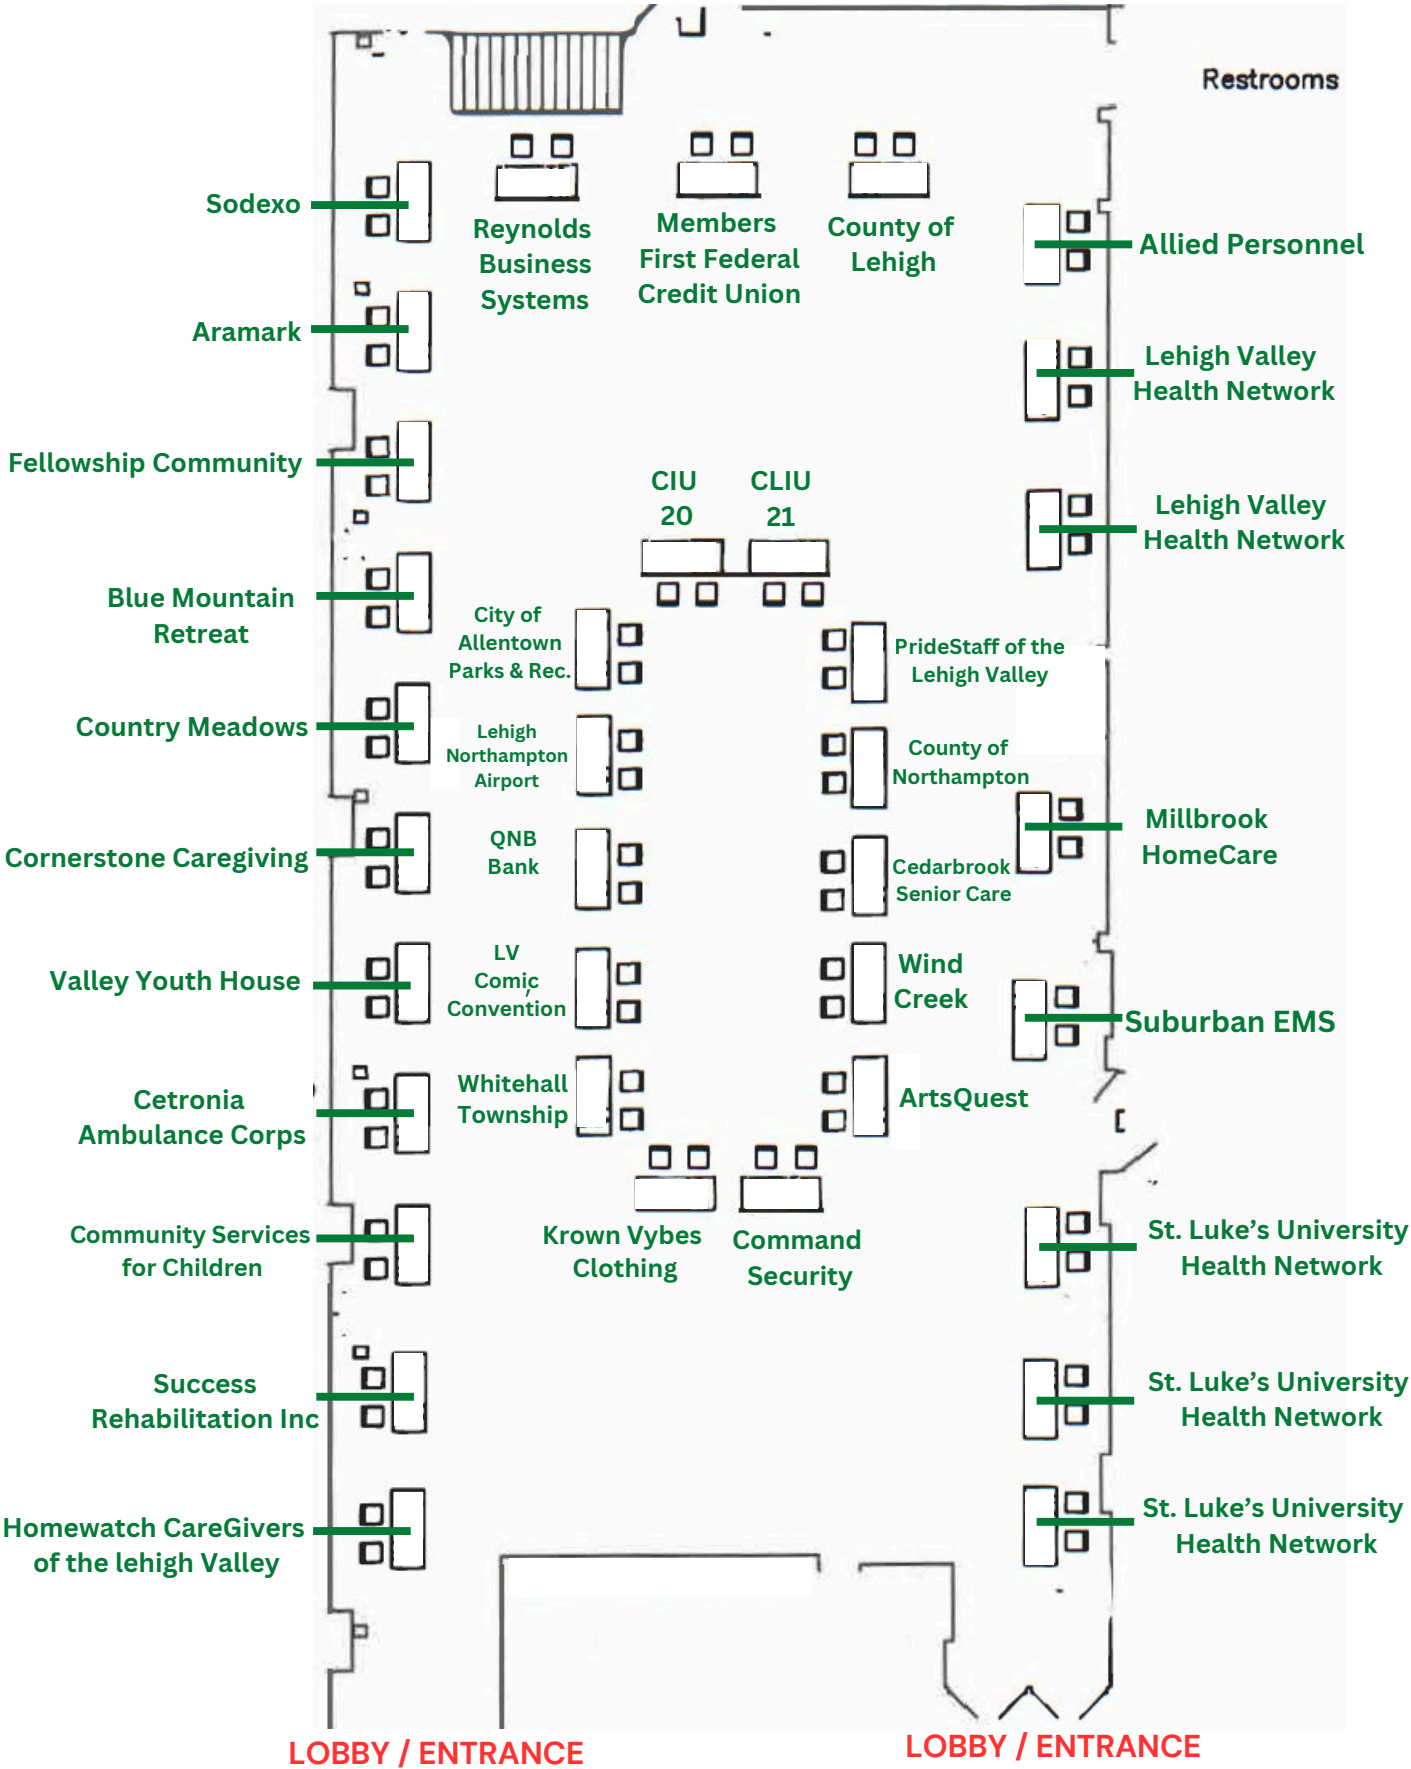 Restrooms
Sodexo
Aramark
Fellowship Community
Blue Mountain
Retreat
Country Meadows
Cornerstone Caregiving
Valley Youth House
Cetronia
Ambulance Corps
Community Services
for Children
Success
Rehabilitation Inc
Homewatch CareGivers
of the lehigh Valley
Reynolds
Business
Systems
Members
First Federal
Credit Union
County of
Lehigh
CIU
20
CLIU
21
City of
Allentown
Parks & Rec.
Lehigh
Northampton
Airport
QNB
Bank
LV
Comic
Convention
Whitehall
Township
Krown Vybes
Clothing
Command
Security
PrideStaff of the
Lehigh Valley
County of
Northampton
Cedarbrook
Senior Care
Wind
Creek
ArtsQuest
Allied Personnel
Lehigh Valley
Health Network
Lehigh Valley
Health Network
Millbrook
HomeCare
Suburban EMS
St. Luke’s University
Health Network
St. Luke’s University
Health Network
St. Luke’s University
Health Network
LOBBY / ENTRANCE
LOBBY / ENTRANCE